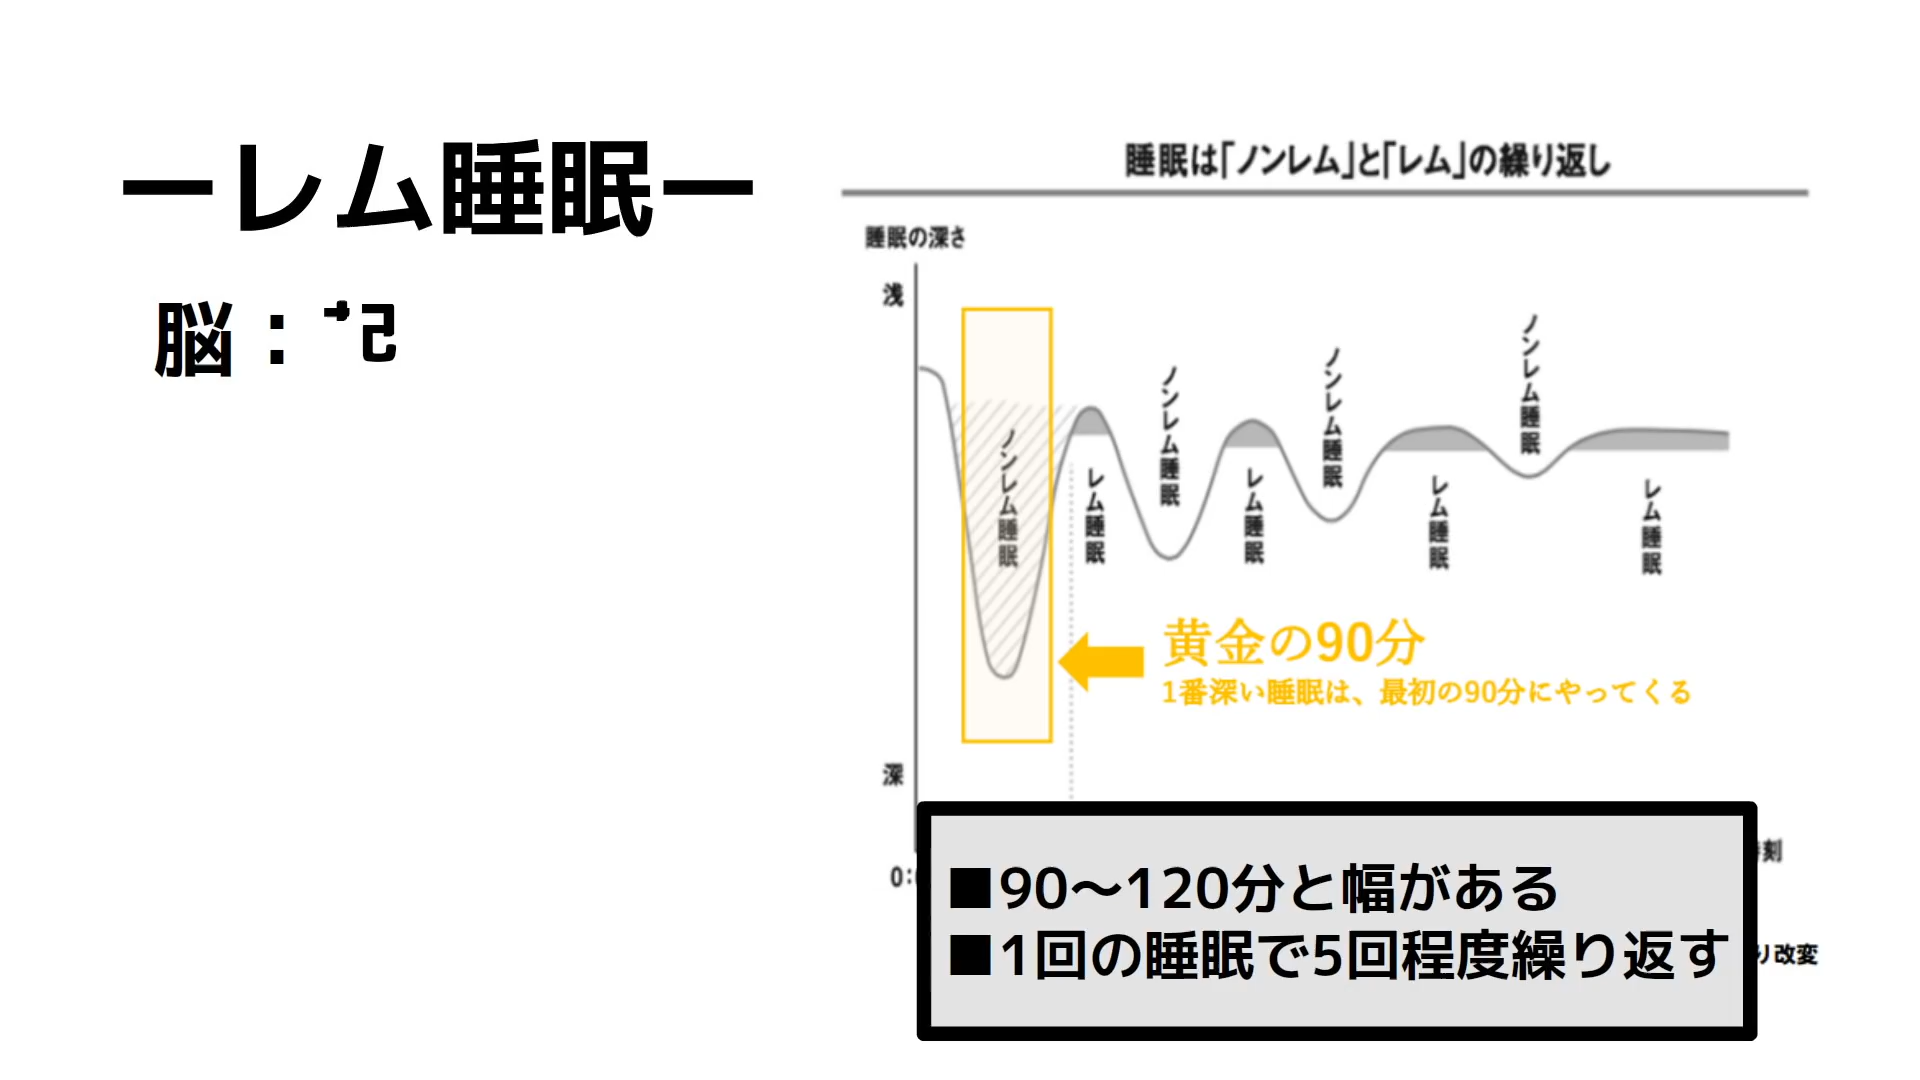 ーレム睡眠ー
脳：
睡眠は「ノンレム」と「レム」の繰り返し
睡眠の深さ
浅
ノンレム睡眠
レム睡眠
ノンレム睡眠
レム睡眠
ノンレム睡眠
レム睡眠
ノンレム睡眠
レム睡眠
黄金の90分
1番深い睡眠は、最初の90分にやってくる
深
0:
刻
■90〜120分と幅がある
■1回の睡眠で5回程度繰り返す
り改変